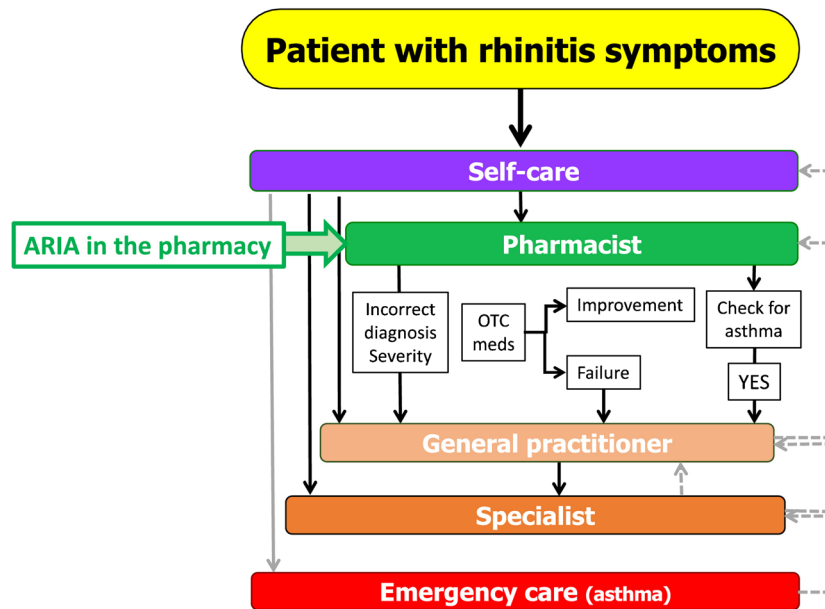 Patient with rhinitis symptoms
Self-care
ARIA in the pharmacy
Pharmacist
Incorrect
diagnosis
Severity
OTC
meds
Improvement
Failure
Check for
asthma
YES
General practitioner
Specialist
Emergency care (asthma)